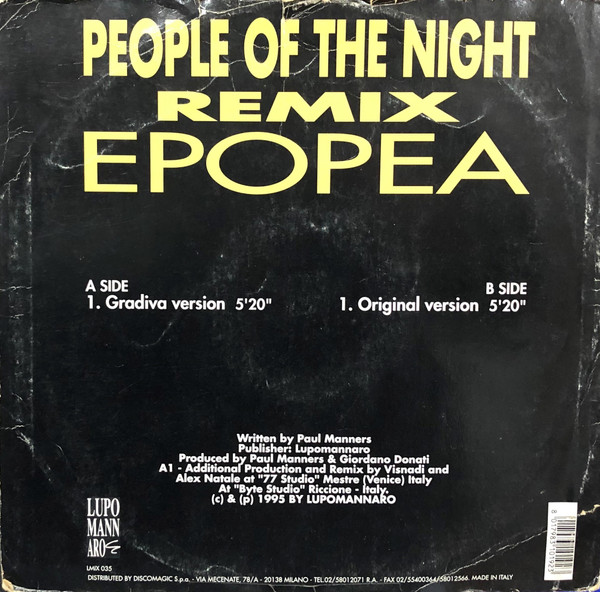 PEOPLE OF THE NIGHT
REMIX
EPOPEA
A SIDE
1. Gradiva version 5'20"
B SIDE
1. Original version 5'20"
Written by Paul Manners
Publisher: Lupomannaro
Produced by Paul Manners & Giordano Donati
A1 - Additional Production and Remix by Visnadi and
Alex Natale at "77 Studio" Mestre (Venice) Italy
At "Byte Studio" Riccione - Italy.
(c) & (p) 1995 BY LUPOMANNARO
LUPO
MANN
ARO
LMIX 035
DISTRIBUTED BY DISCOMAGIC S.p.a. - VIA MECENATE, 78/A - 20138 MILANO - TEL.02/58012071 R.A. - FAX 02/55400364/58012566. MADE IN ITALY